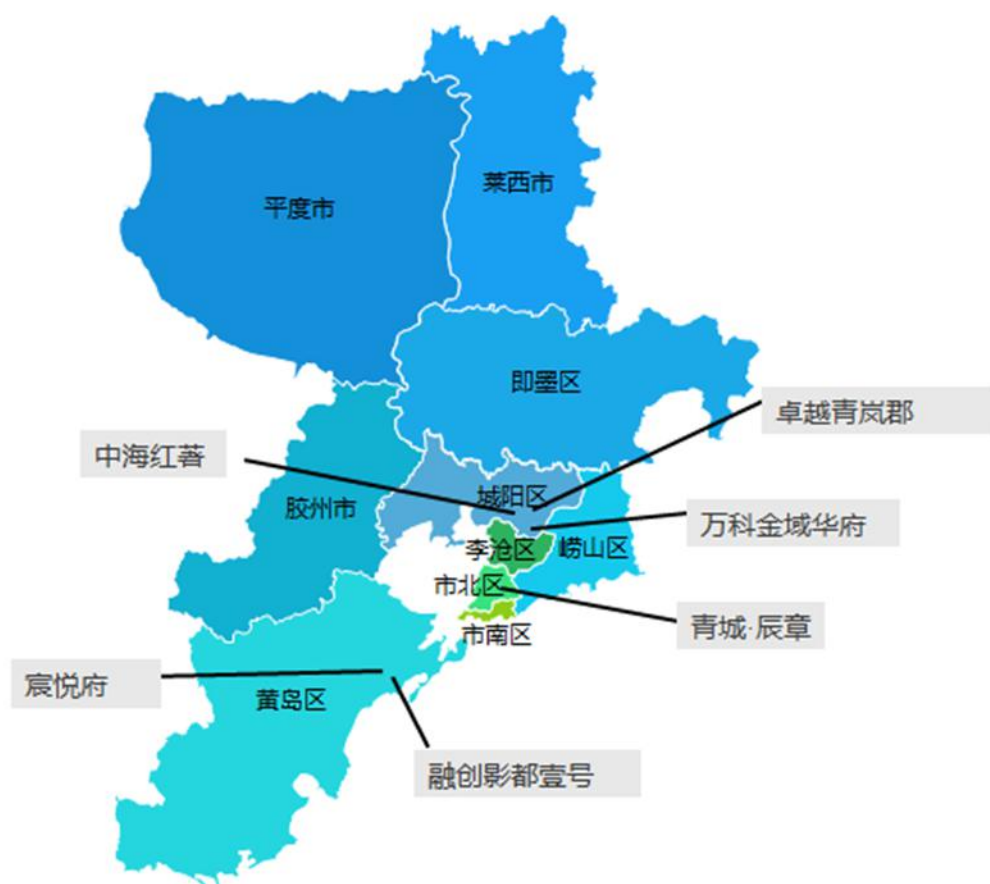 莱西市
平度市
即墨区
卓越青岚郡
中海红著
城阳区
胶州市
万科金域华府
李沧区
崂山区
市北区
青城·辰章
市南区
宸悦府
黄岛区
融创影都壹号